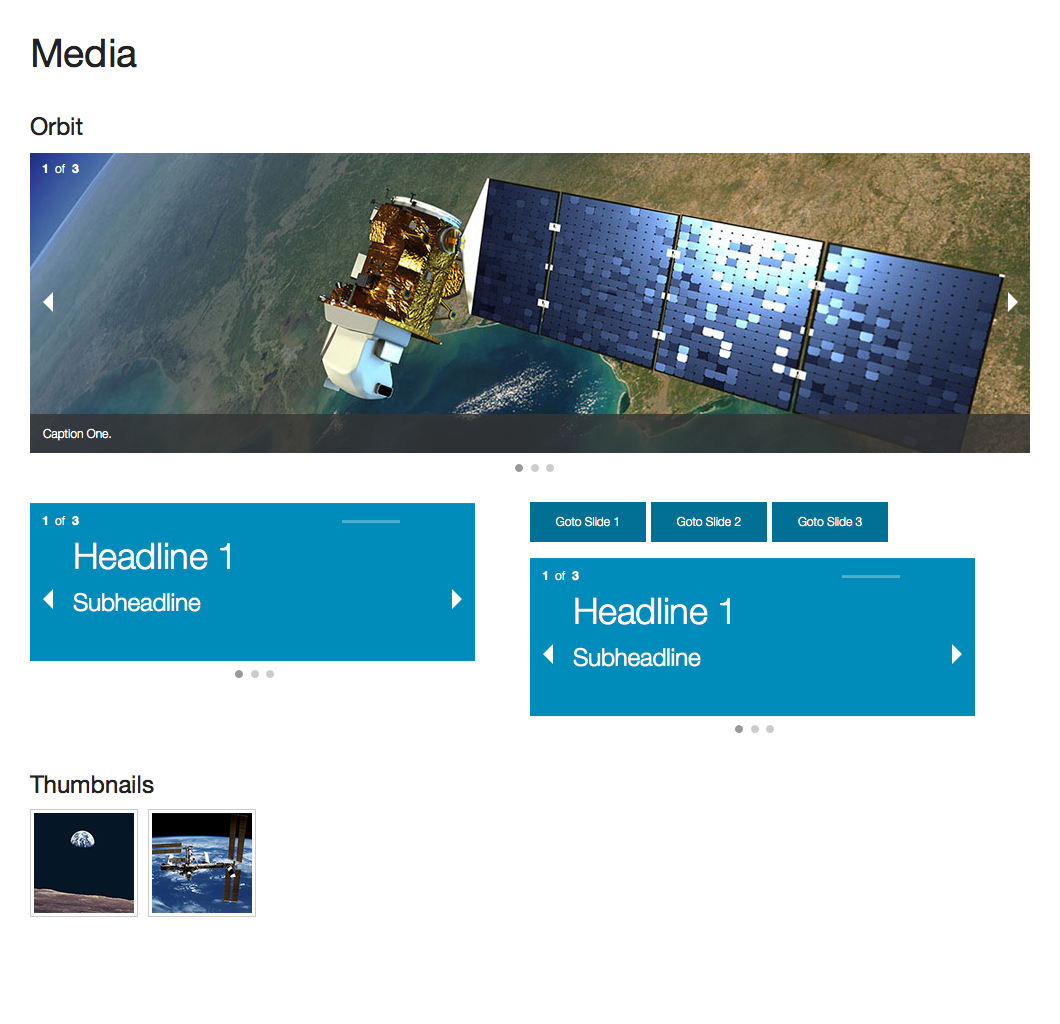 Media
Orbit
1 of 3
Caption One.
1 of 3
Headline 1
Subheadline
Goto Slide 1 Goto Slide 2 Goto Slide 3
1 of 3
Headline 1
Subheadline
Thumbnails